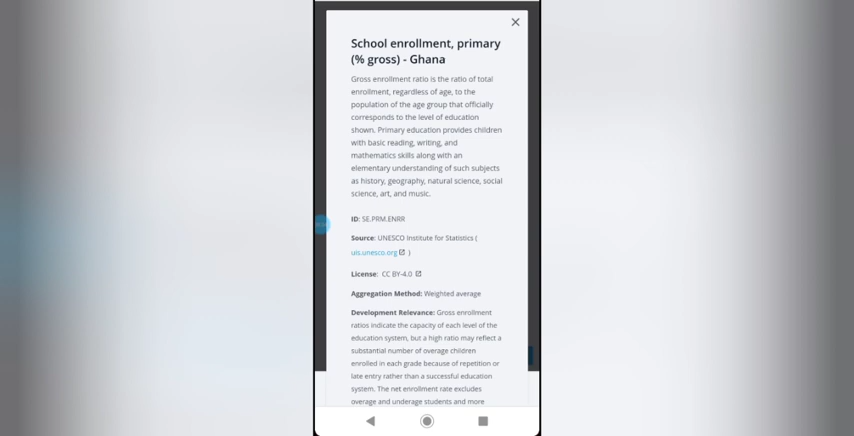 School enrollment, primary
(% gross) - Ghana
Gross enrollment ratio is the ratio of total
enrollment, regardless of age, to the
population of the age group that officially
corresponds to the level of education
shown. Primary education provides children
with basic reading, writing, and
mathematics skills along with an
elementary understanding of such subjects
as history, geography, natural science, social
science, art, and music.
ID: SE.PRM.ENRR
Source: UNESCO Institute for Statistics (
uis.unesco.org )
License: CC BY-4.0
Aggregation Method: Weighted average
Development Relevance: Gross enrollment
ratios indicate the capacity of each level of the
education system, but a high ratio may reflect a
substantial number of overage children
enrolled in each grade because of repetition or
late entry rather than a successful education
system. The net enrollment rate excludes
overage and underage students and more